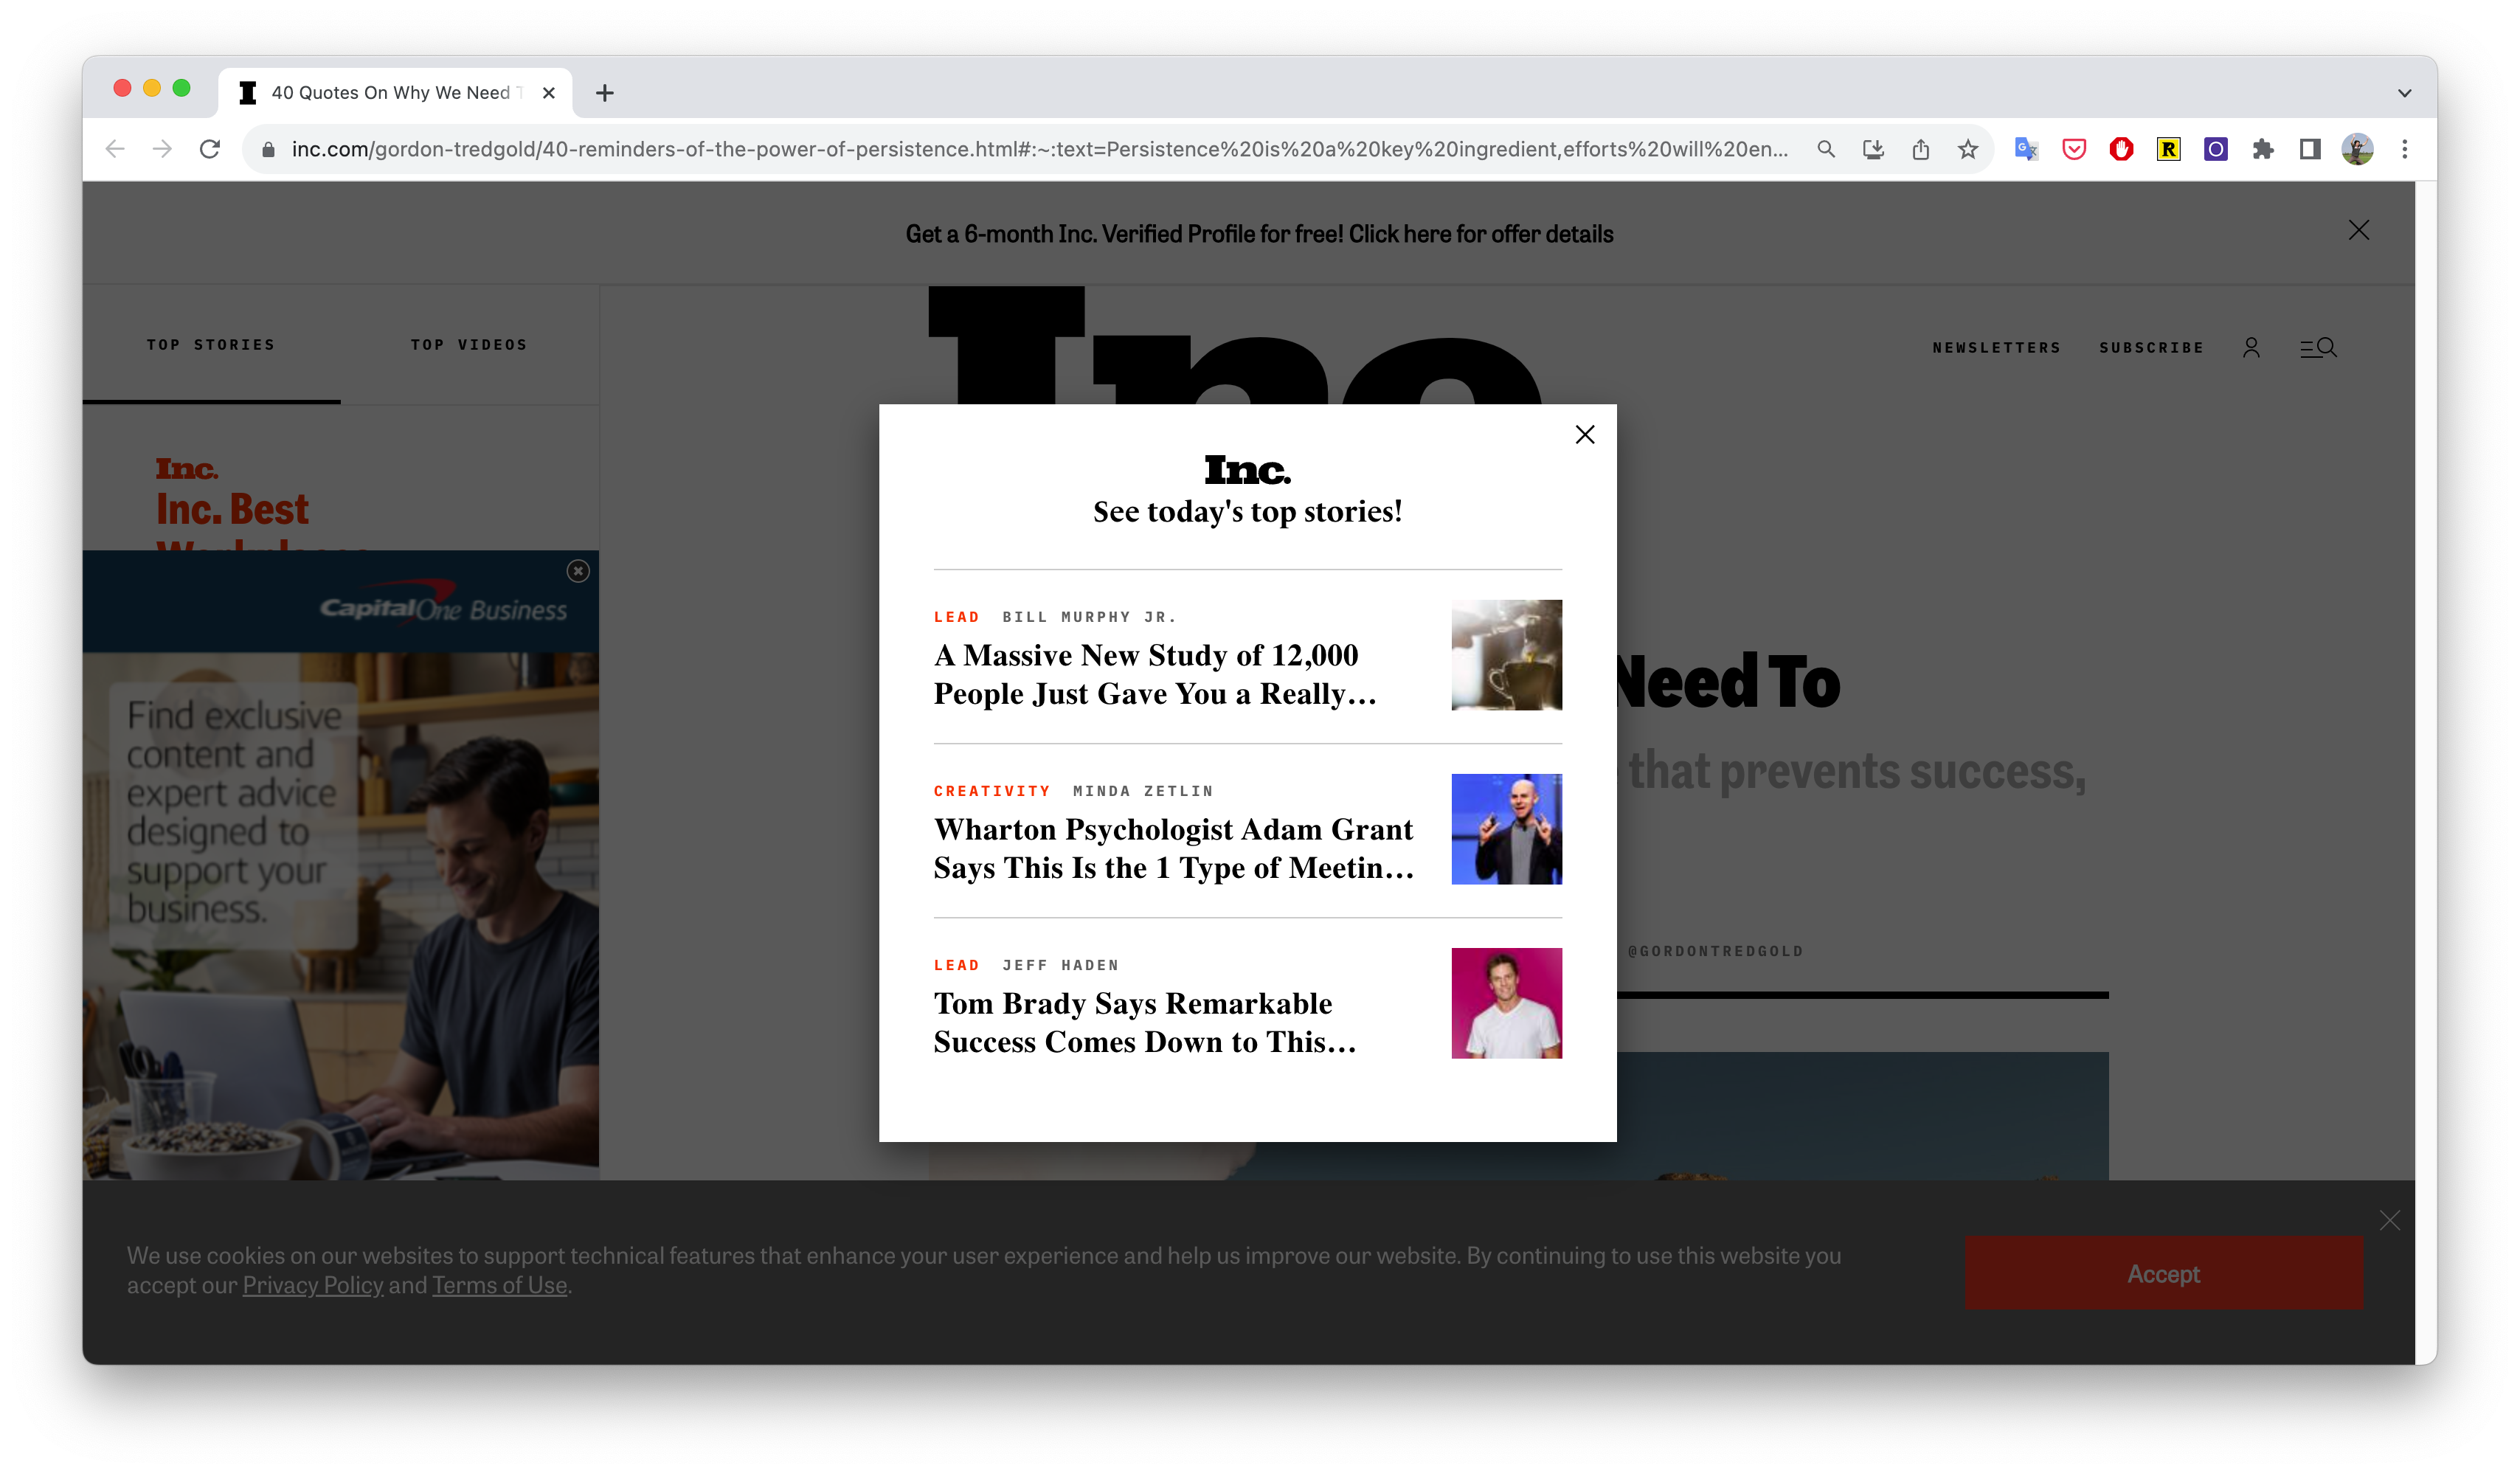 40 Quotes On Why We Need
inc.com/gordon-tredgold/40-reminders-of-the-power-of-persistence.html#:~:text=Persistence%20is%20a%20key%20ingredient,efforts%20will%20en...
Get a 6-month Inc. Verified Profile for free! Click here for offer details
TOP STORIES
TOP VIDEOS
Inc
NEWSLETTERS
SUBSCRIBE
Inc.
Inc. Best
CapitalOne Business
Find exclusive
content and
expert advice
designed to
support your
business.
Inc.
See today's top stories!
LEAD BILL MURPHY JR.
A Massive New Study of 12,000
People Just Gave You a Really...
CREATIVITY MINDA ZETLIN
Wharton Psychologist Adam Grant
Says This Is the 1 Type of Meetin...
LEAD JEFF HADEN
Tom Brady Says Remarkable
Success Comes Down to This...
Need To
that prevents success,
@GORDONTREDGOLD
We use cookies on our websites to support technical features that enhance your user experience and help us improve our website. By continuing to use this website you
accept our Privacy Policy and Terms of Use.
Accept